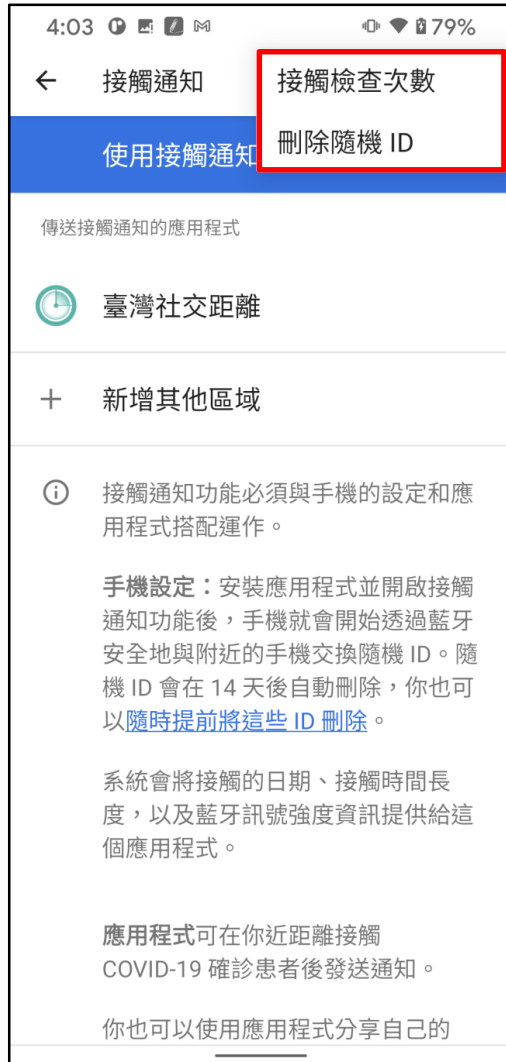 4:03
79%
接觸通知
接觸檢查次數
刪除隨機 ID
使用接觸通知
傳送接觸通知的應用程式
臺灣社交距離
新增其他區域
接觸通知功能必須與手機的設定和應
用程式搭配運作。
手機設定：安裝應用程式並開啟接觸
通知功能後，手機就會開始透過藍牙
安全地與附近的手機交換隨機 ID。隨
機 ID 會在 14 天後自動刪除，你也可
以隨時提前將這些 ID 刪除。
系統會將接觸的日期、接觸時間長
度，以及藍牙訊號強度資訊提供給這
個應用程式。
應用程式可在你近距離接觸
COVID-19 確診患者後發送通知。
你也可以使用應用程式分享自己的